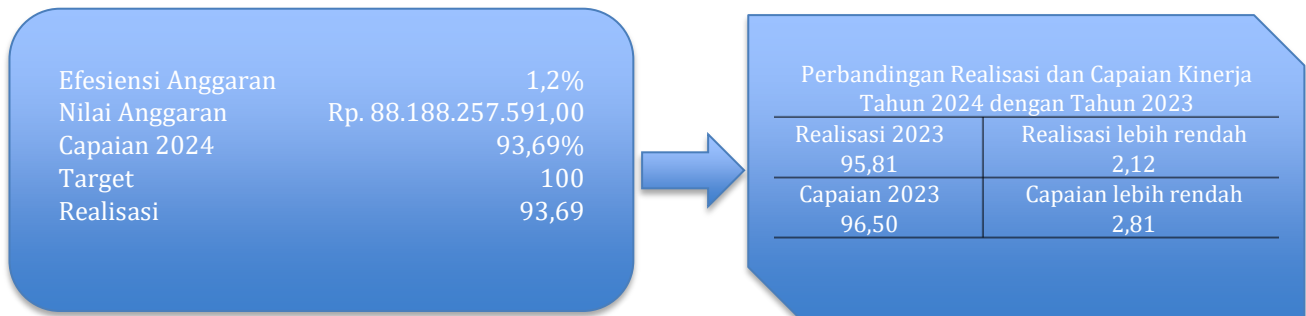 Efesiensi Anggaran 1,2%
Nilai Anggaran Rp. 88.188.257.591,00
Capaian 2024 93,69%
Target 100
Realisasi 93,69
Perbandingan Realisasi dan Capaian Kinerja
Tahun 2024 dengan Tahun 2023
Realisasi 2023 Realisasi lebih rendah
95,81 2,12
Capaian 2023 Capaian lebih rendah
96,50 2,81